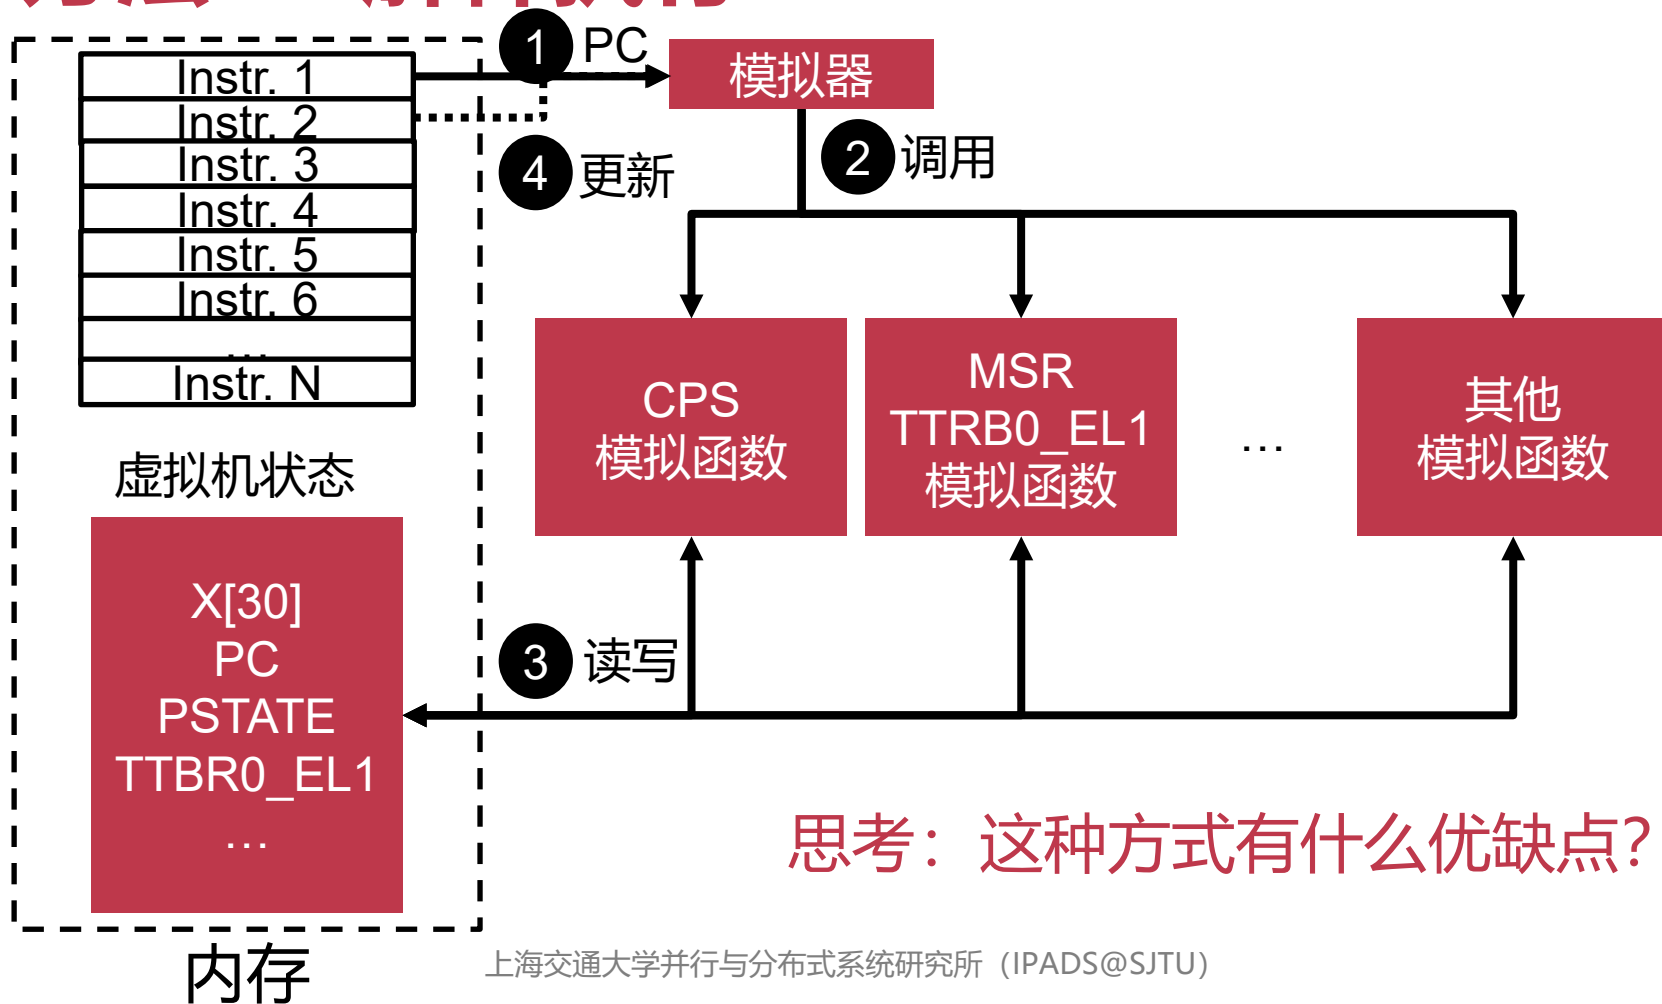 Instr. 1
Instr. 2
Instr. 3
Instr. 4
Instr. 5
Instr. 6
...
Instr. N
虚拟机状态
X[30]
PC
PSTATE
TTBR0_EL1
...
内存
1 PC
模拟器
4 更新
2 调用
CPS
模拟函数
MSR
TTRB0_EL1
模拟函数
...
其他
模拟函数
3 读写
思考：这种方式有什么优缺点？
上海交通大学并行与分布式系统研究所（IPADS@SJTU）